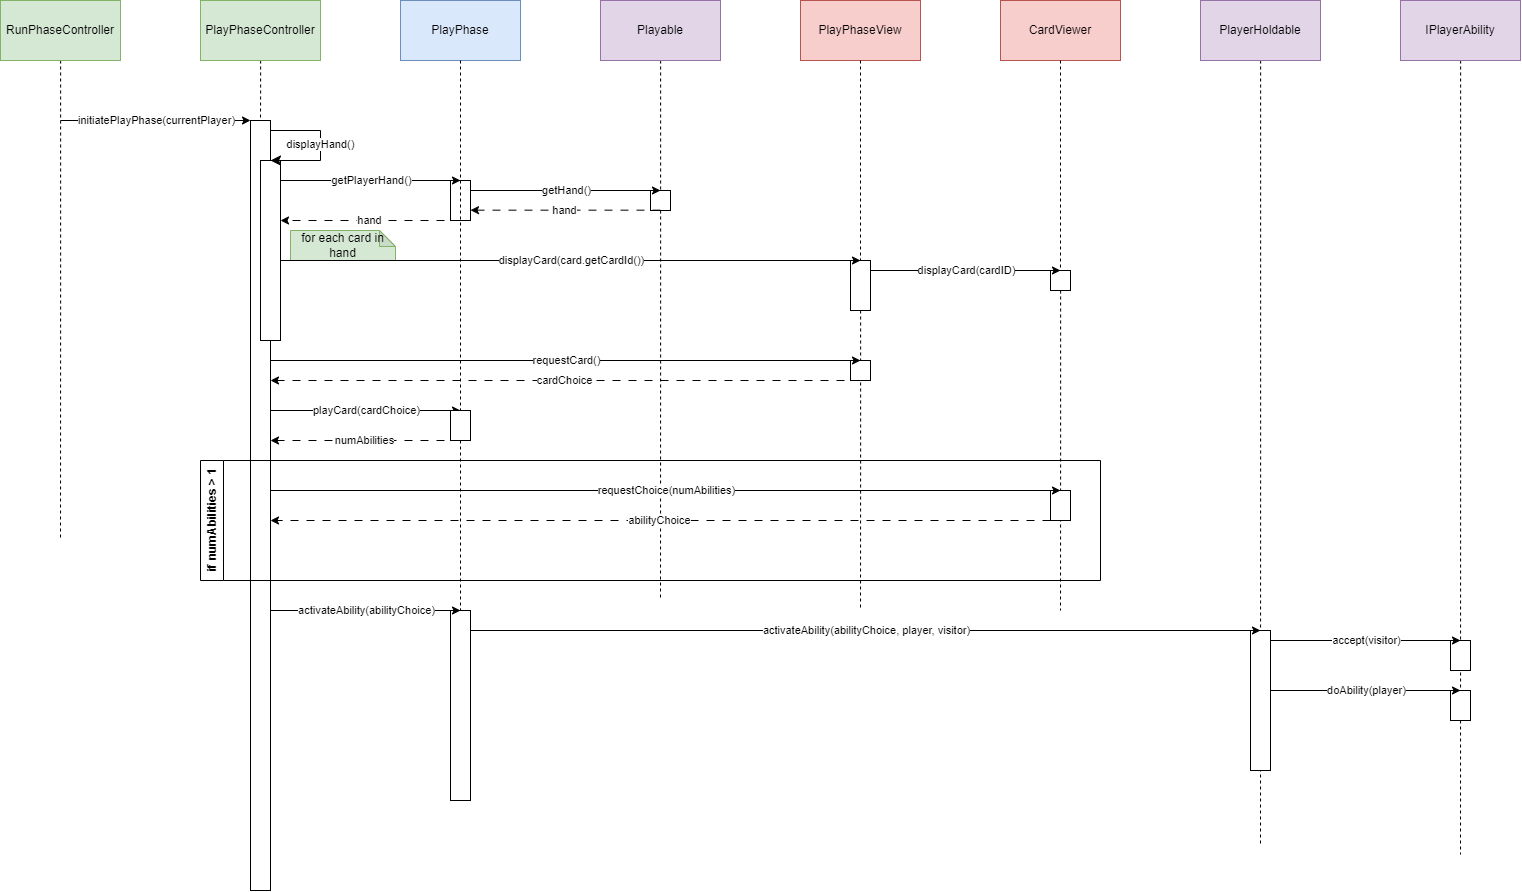 RunPhaseController
PlayPhaseController
PlayPhase
Playable
PlayPhaseView
CardViewer
PlayerHoldable
IPlayerAbility
initiatePlayPhase(currentPlayer)
displayHand()
getPlayerHand()
getHand()
hand
hand
for each card in
hand
displayCard(card.getCardId())
displayCard(cardID)
requestCard()
cardChoice
playCard(cardChoice)
numAbilities
if numAbilities > 1
requestChoice(numAbilities)
abilityChoice
activateAbility(abilityChoice)
activateAbility(abilityChoice, player, visitor)
accept(visitor)
doAbility(player)